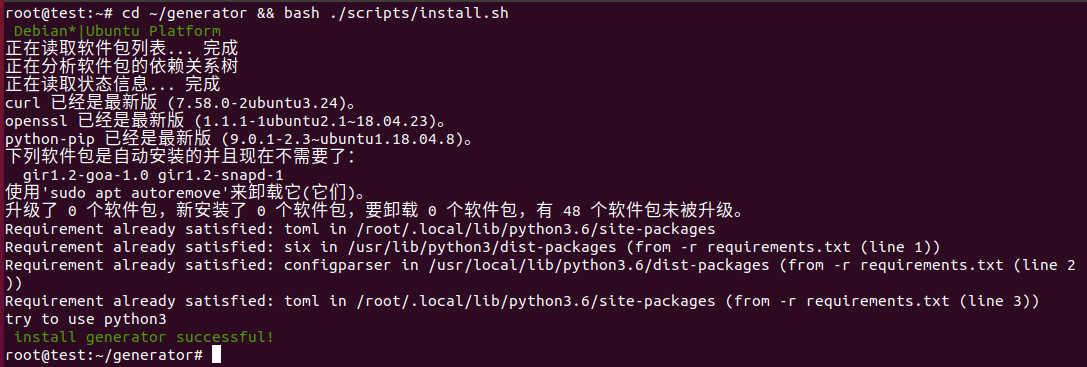 root@test:~# cd ~/generator && bash ./scripts/install.sh
Debian*|Ubuntu Platform
正在读取软件包列表... 完成
正在分析软件包的依赖关系树
正在读取状态信息... 完成
curl 已经是最新版 (7.58.0-2ubuntu3.24)。
openssl 已经是最新版 (1.1.1-1ubuntu2.1~18.04.23)。
python-pip 已经是最新版 (9.0.1-2.3~ubuntu1.18.04.8)。
下列软件包是自动安装的并且现在不需要了：
gir1.2-goa-1.0 gir1.2-snapd-1
使用'sudo apt autoremove'来卸载它(它们)。
升级了 0 个软件包，新安装了 0 个软件包，要卸载 0 个软件包，有 48 个软件包未被升级。
Requirement already satisfied: toml in /root/.local/lib/python3.6/site-packages
Requirement already satisfied: six in /usr/lib/python3/dist-packages (from -r requirements.txt (line 1))
Requirement already satisfied: configparser in /usr/local/lib/python3.6/dist-packages (from -r requirements.txt (line 2
))
Requirement already satisfied: toml in /root/.local/lib/python3.6/site-packages (from -r requirements.txt (line 3))
try to use python3
install generator successful!
root@test:~/generator#